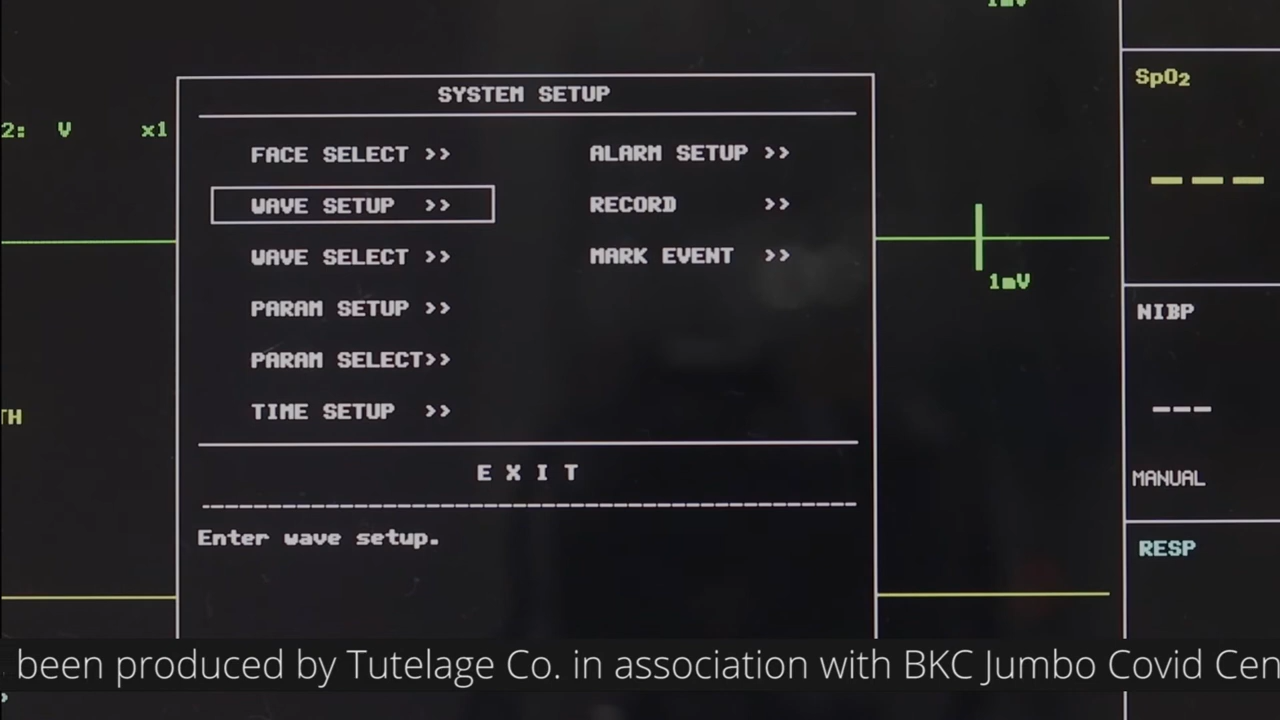 1mV
SYSTEM SETUP
SpO2
2: V x1
FACE SELECT >> ALARM SETUP >>
WAVE SETUP >> RECORD >>
WAVE SELECT >> MARK EVENT >>
1mV
PARAM SETUP >>
NIBP
PARAM SELECT>>
TIME SETUP >>
---
TH
E X I T
MANUAL
Enter wave setup.
RESP
been produced by Tutelage Co. in association with BKC Jumbo Covid Cen